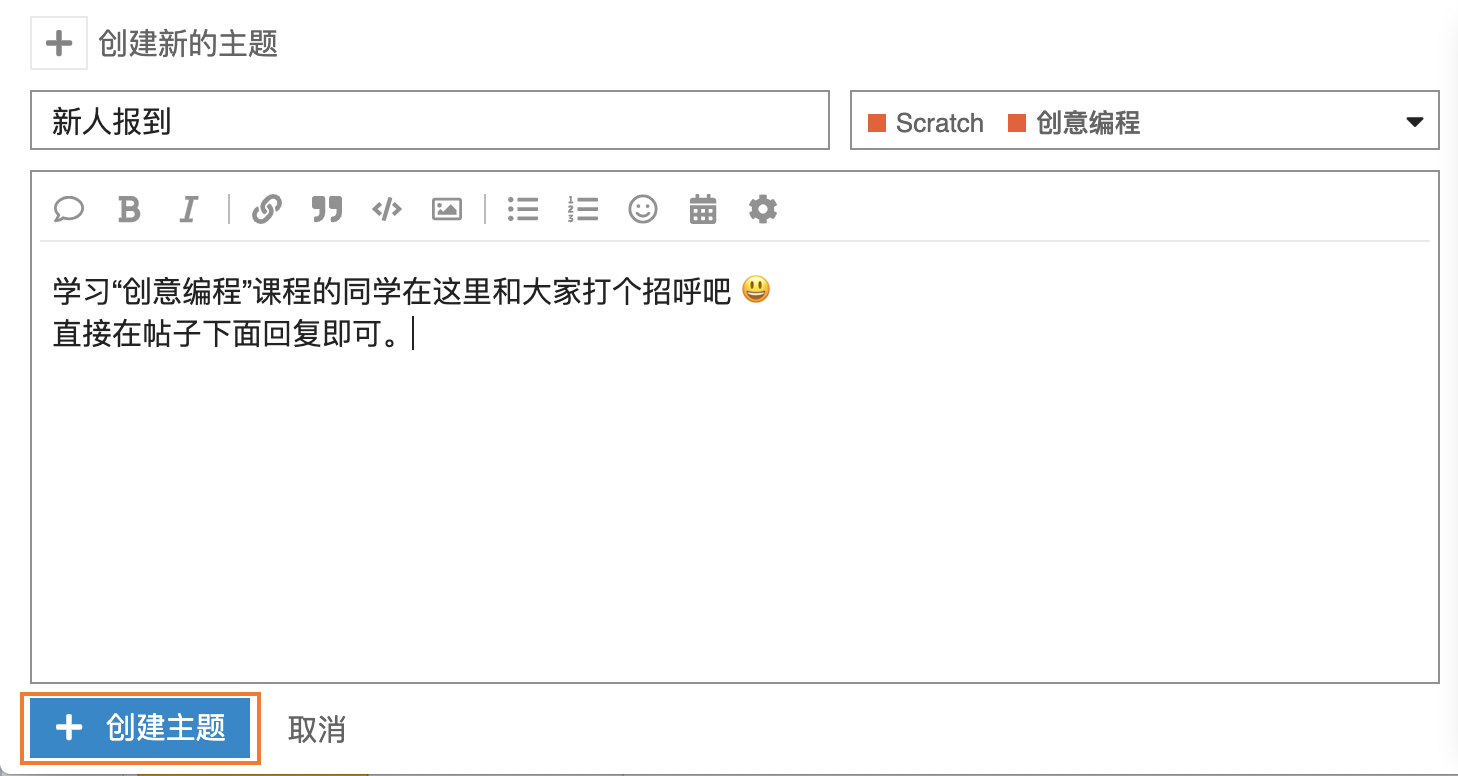 创建新的主题
新人报到
Scratch 创意编程
学习“创意编程”课程的同学在这里和大家打个招呼吧 😃
直接在帖子下面回复即可。
创建主题 取消